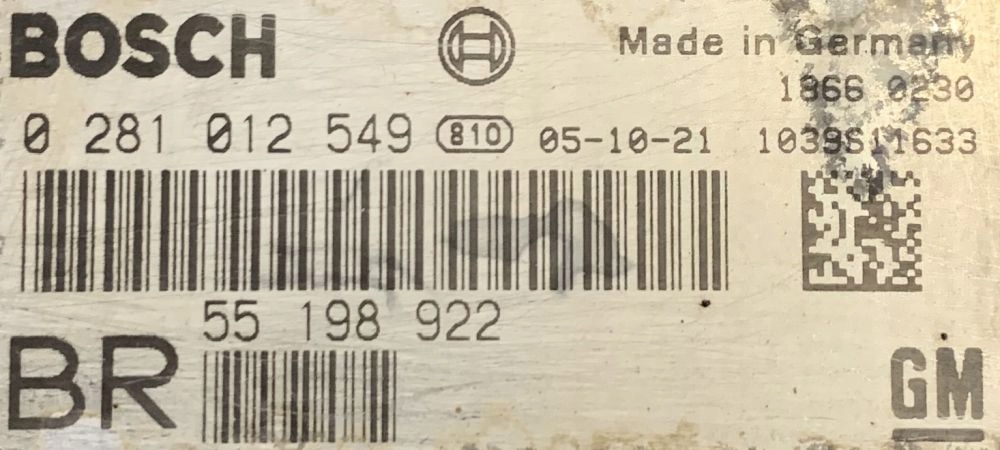 BOSCH Made in Germany
1866 0230
0 281 012 549 810 05-10-21 1039S11633
55 198 922
BR GM